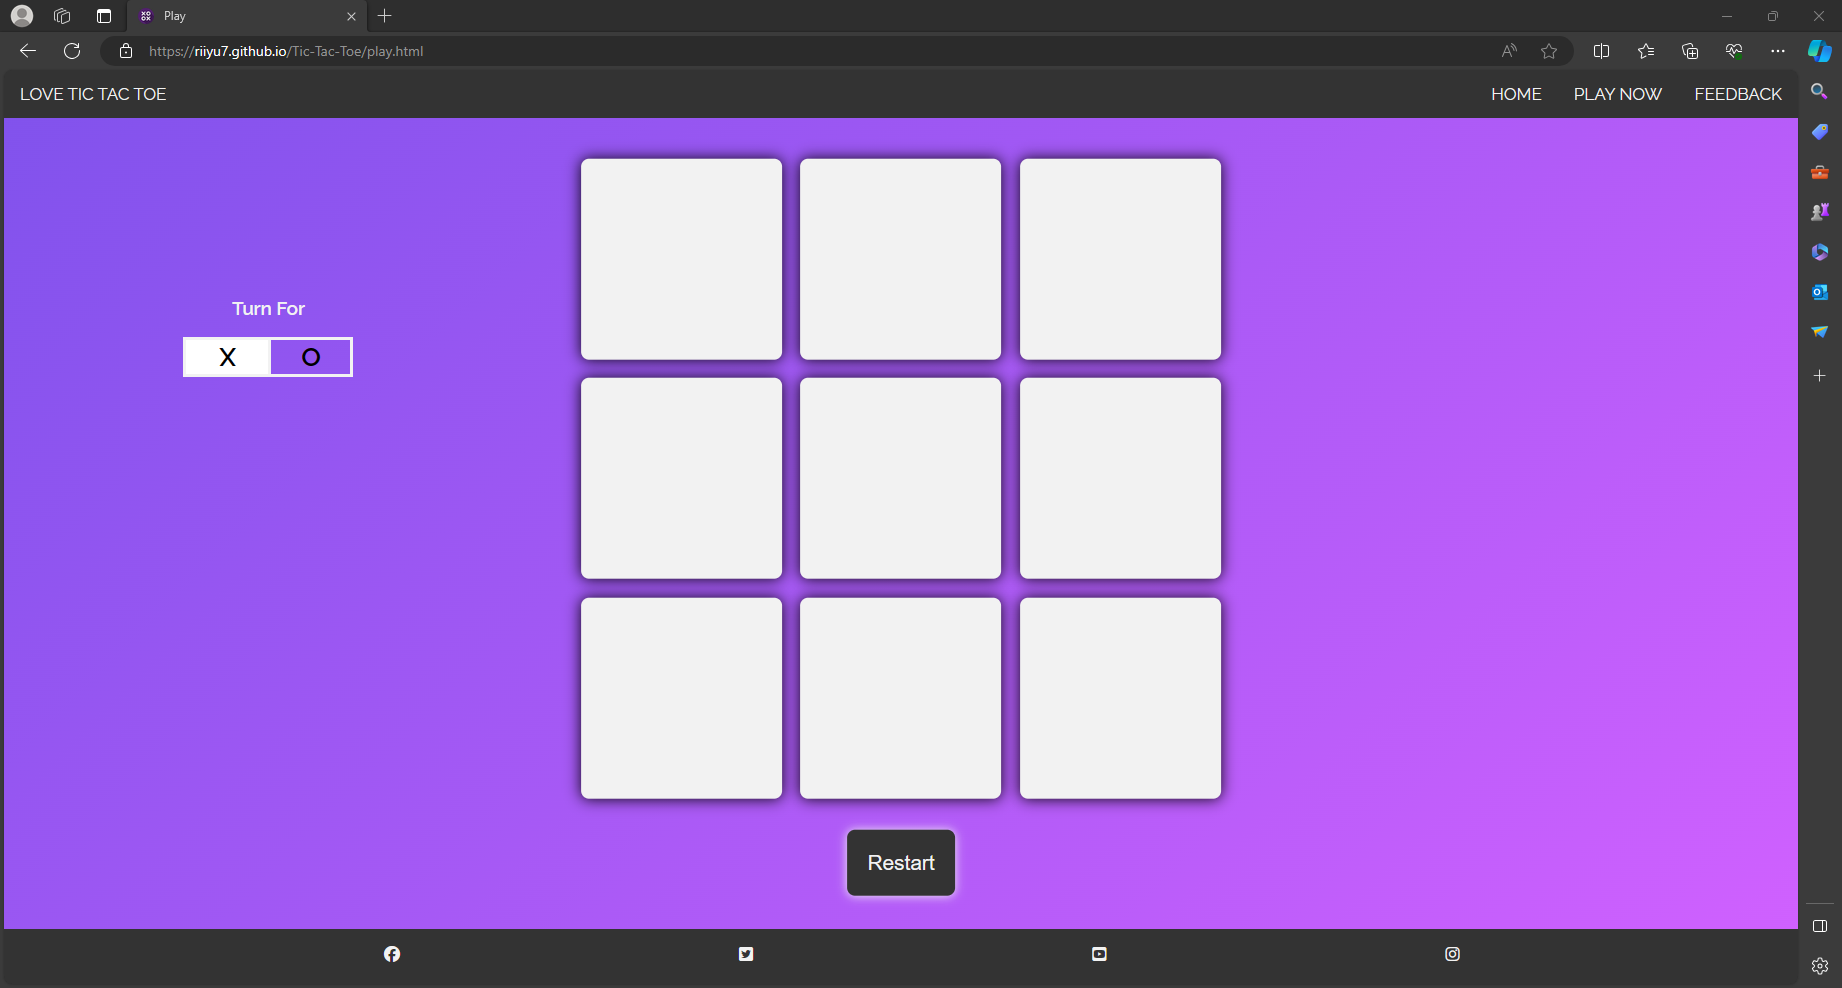 Play
https://riiyu7.github.io/Tic-Tac-Toe/play.html
LOVE TIC TAC TOE
HOME PLAY NOW FEEDBACK
Turn For
X O
Restart